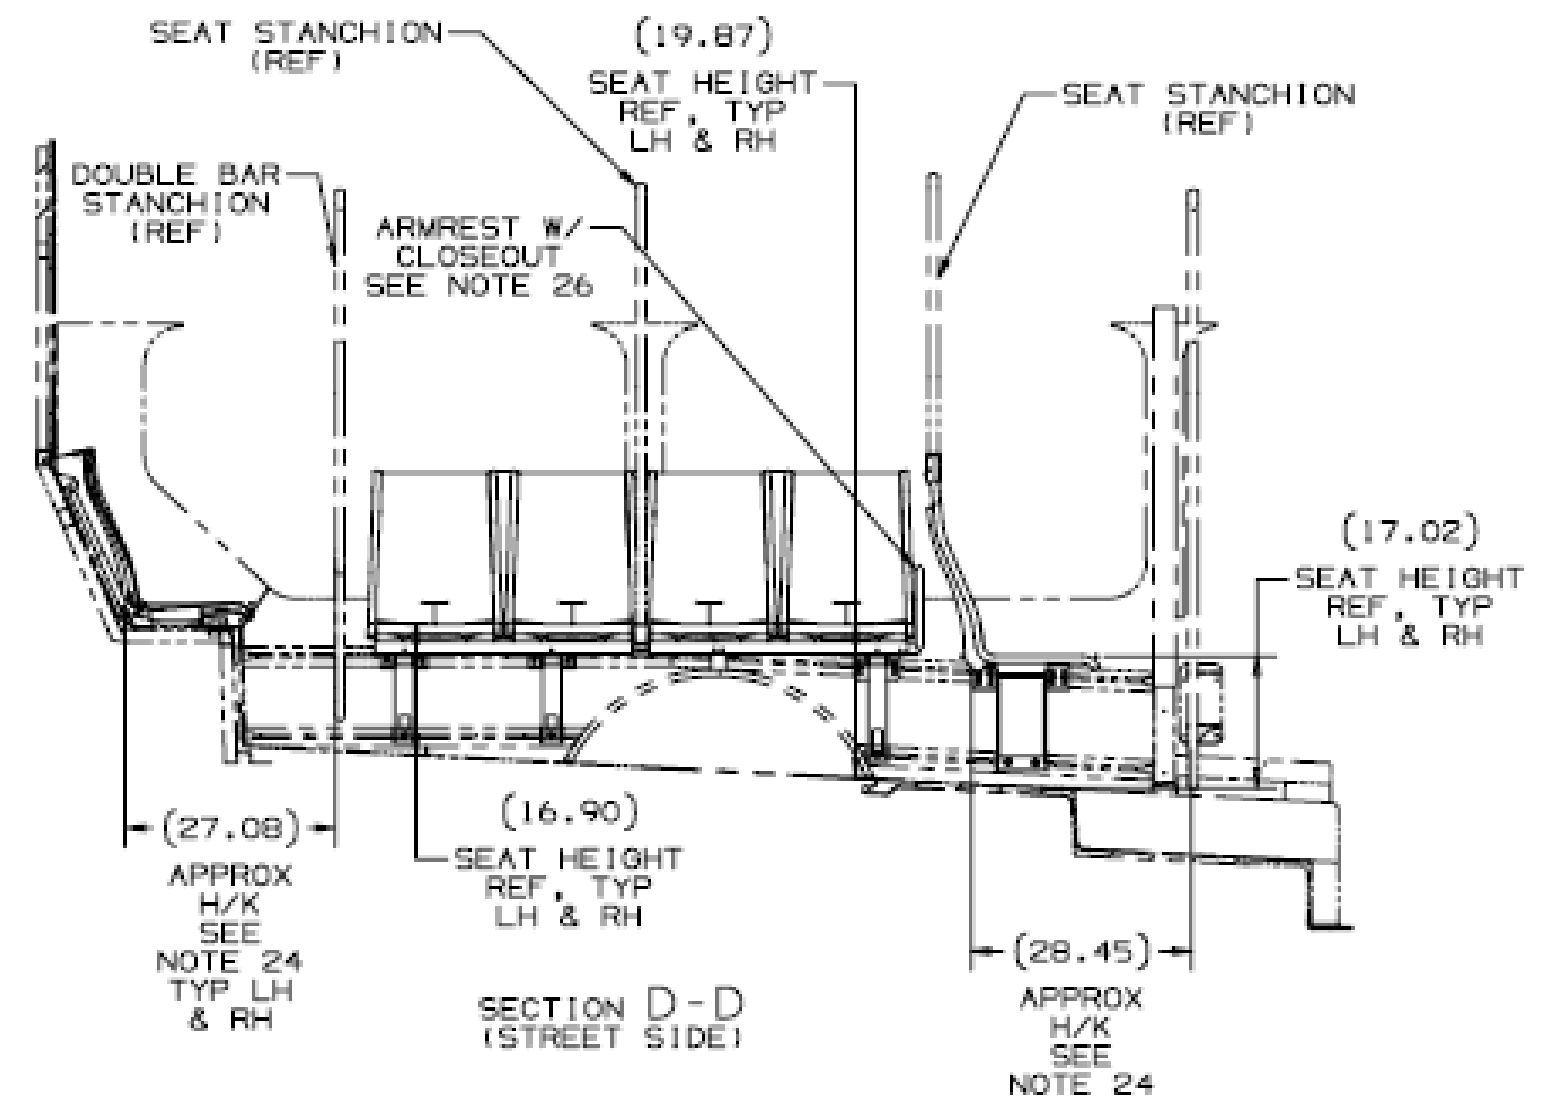 SEAT STANCHION
(REF)
(19.87)
SEAT HEIGHT
REF, TYP
LH & RH
SEAT STANCHION
(REF)
DOUBLE BAR
STANCHION
(REF)
ARMREST W/
CLOSEOUT
SEE NOTE 26
(17.02)
SEAT HEIGHT
REF, TYP
LH & RH
(27.08)
APPROX
H/K
SEE
NOTE 24
TYP LH
& RH
(16.90)
SEAT HEIGHT
REF, TYP
LH & RH
SECTION D-D
(STREET SIDE)
(28.45)
APPROX
H/K
SEE
NOTE 24